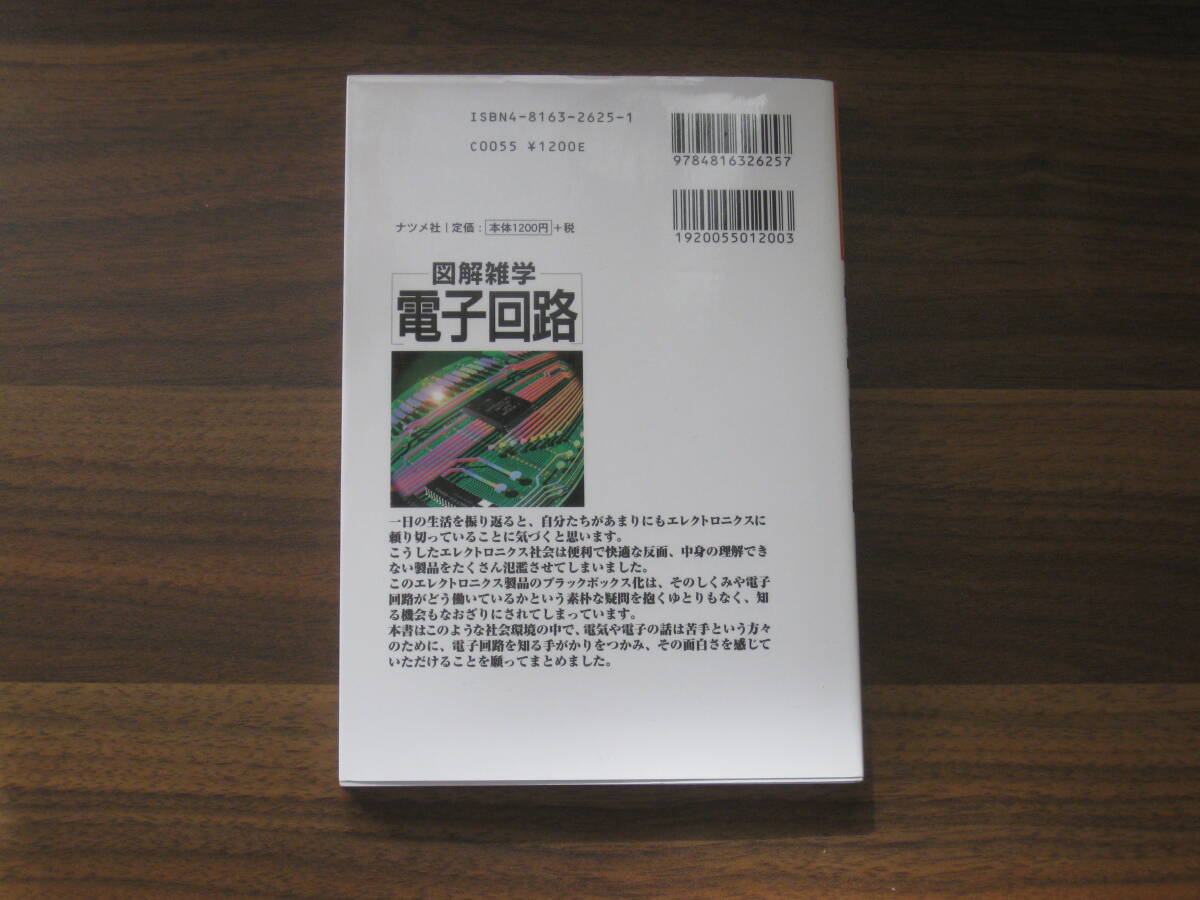 ISBN4-8163-2625-1
C0055 ¥1200E
9784816326257
1920055012003
ナツメ社 | 定価 : 本体1200円 +税
図解雑学
電子回路
一日の生活を振り返ると、自分たちがあまりにもエレクトロニクスに
頼り切っていることに気づくと思います。
こうしたエレクトロニクス社会は便利で快適な反面、中身の理解でき
ない製品をたくさん氾濫させてしまいました。
このエレクトロニクス製品のブラックボックス化は、そのしくみや電子
回路がどう働いているかという素朴な疑問を抱くゆとりもなく、知
る機会もなおざりにされてしまっています。
本書はこのような社会環境の中で、電気や電子の話は苦手という方々
のために、電子回路を知る手がかりをつかみ、その面白さを感じて
いただけることを願ってまとめました。